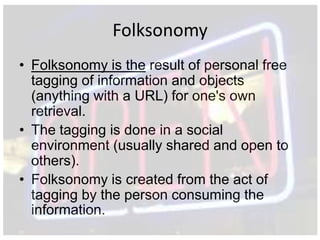 Folksonomy
• Folksonomy is the result of personal free
tagging of information and objects
(anything with a URL) for one's own
retrieval.
• The tagging is done in a social
environment (usually shared and open to
others).
• Folksonomy is created from the act of
tagging by the person consuming the
information.